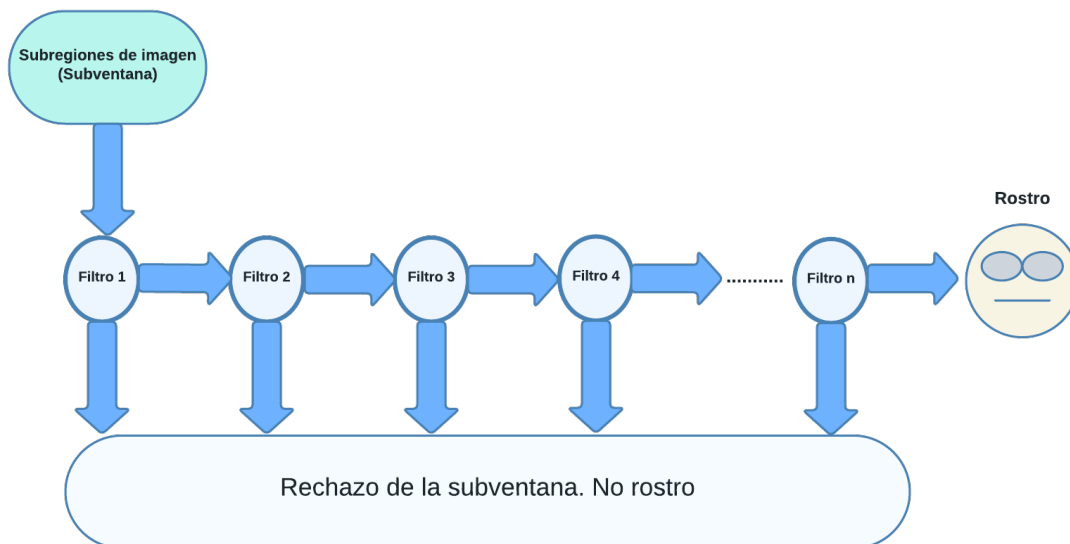 Subregiones de imagen
(Subventana)
Rostro
Filtro 1
Filtro 2
Filtro 3
Filtro 4
...........
Filtro n
Rechazo de la subventana. No rostro